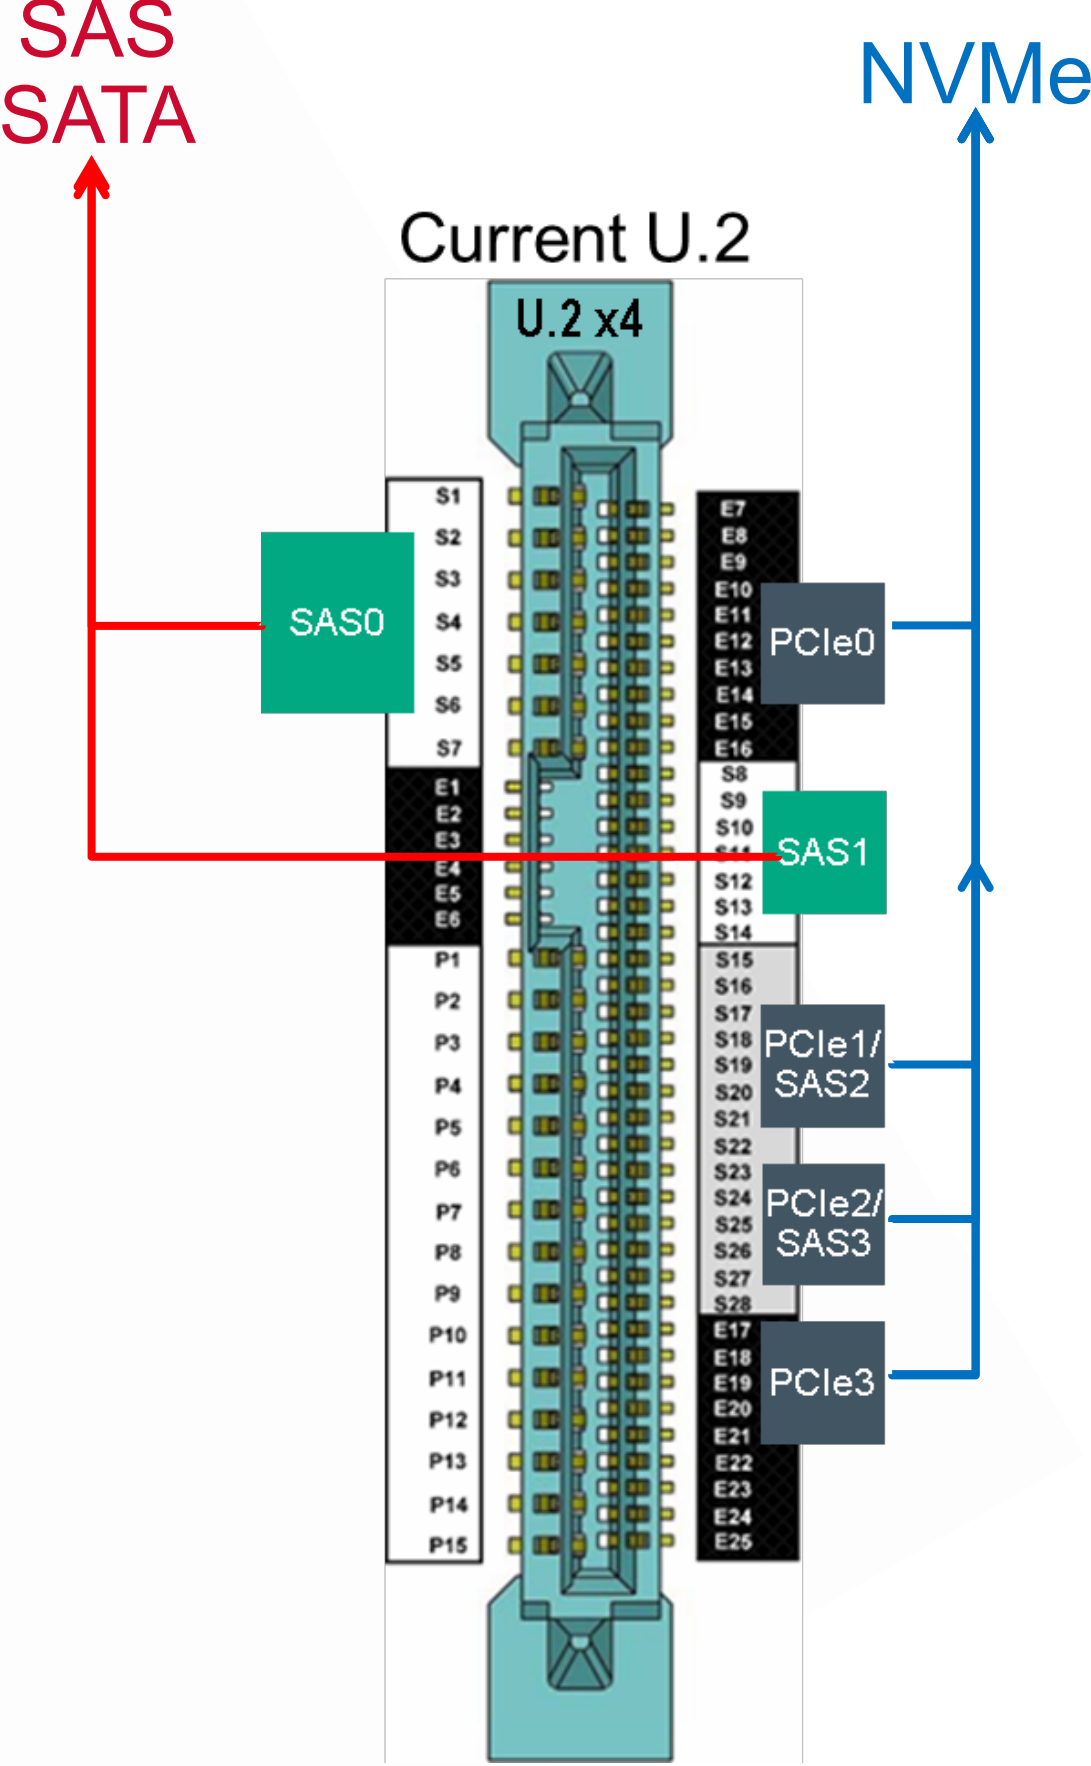 SAS
SATA
NVMe
Current U.2
U.2 x4
S1
S2
S3
S4
S5
S6
S7
E1
E2
E3
E4
E5
E6
P1
P2
P3
P4
P5
P6
P7
P8
P9
P10
P11
P12
P13
P14
P15
SAS0
E7
E8
E9
E10
E11
E12
E13
E14
E15
E16
S8
S9
S10
S12
S13
S14
S15
S16
S17
S18
S19
S20
S21
S22
S23
S24
S25
S26
S27
S28
E17
E18
E19
E20
E21
E22
E23
E24
E25
PCIe0
SAS1
PCIe1/
SAS2
PCIe2/
SAS3
PCIe3